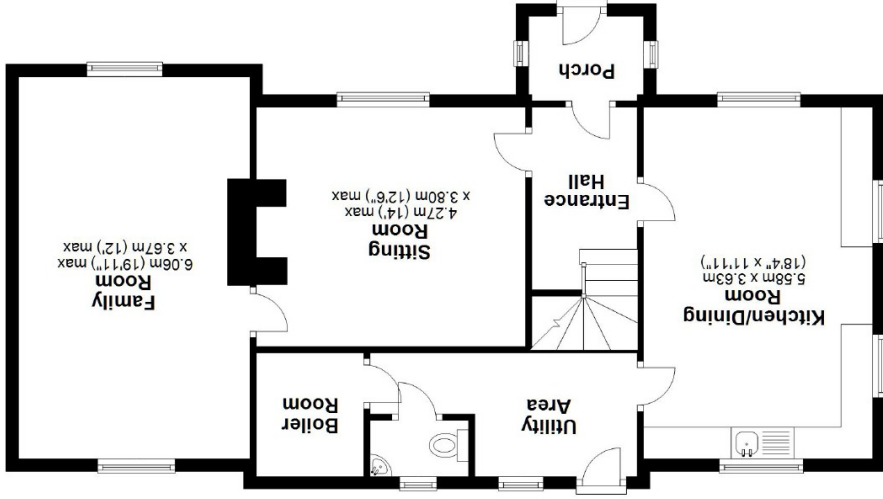 Utility
Area
Boiler
Room
Kitchen/Dining
Room
5.58m x 3.63m
(18'4" x 11'11")
Family
Room
6.06m (19'11") max
x 3.67m (12') max
Sitting
Room
4.27m (14') max
x 3.80m (12'6") max
Entrance
Hall
Porch